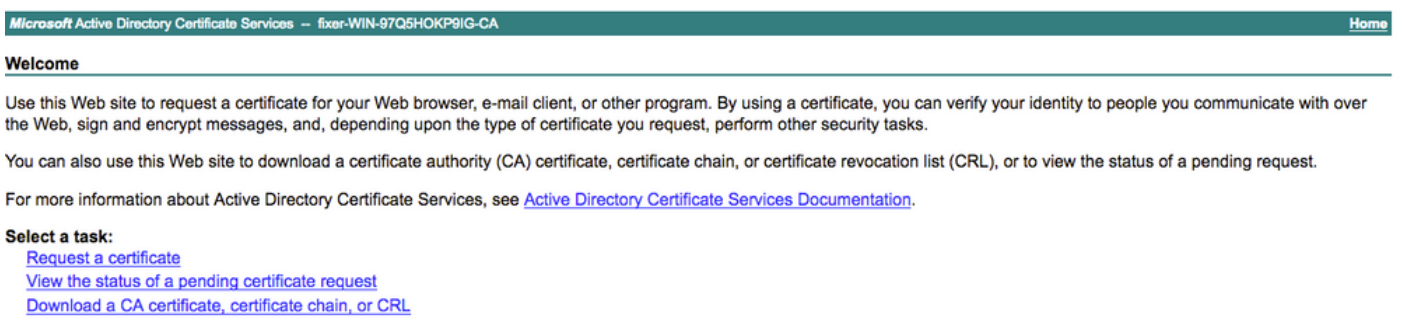 Microsoft Active Directory Certificate Services -- fixer-WIN-97Q5HOKP9IG-CA Home
Welcome
Use this Web site to request a certificate for your Web browser, e-mail client, or other program. By using a certificate, you can verify your identity to people you communicate with over
the Web, sign and encrypt messages, and, depending upon the type of certificate you request, perform other security tasks.
You can also use this Web site to download a certificate authority (CA) certificate, certificate chain, or certificate revocation list (CRL), or to view the status of a pending request.
For more information about Active Directory Certificate Services, see Active Directory Certificate Services Documentation.
Select a task:
Request a certificate
View the status of a pending certificate request
Download a CA certificate, certificate chain, or CRL